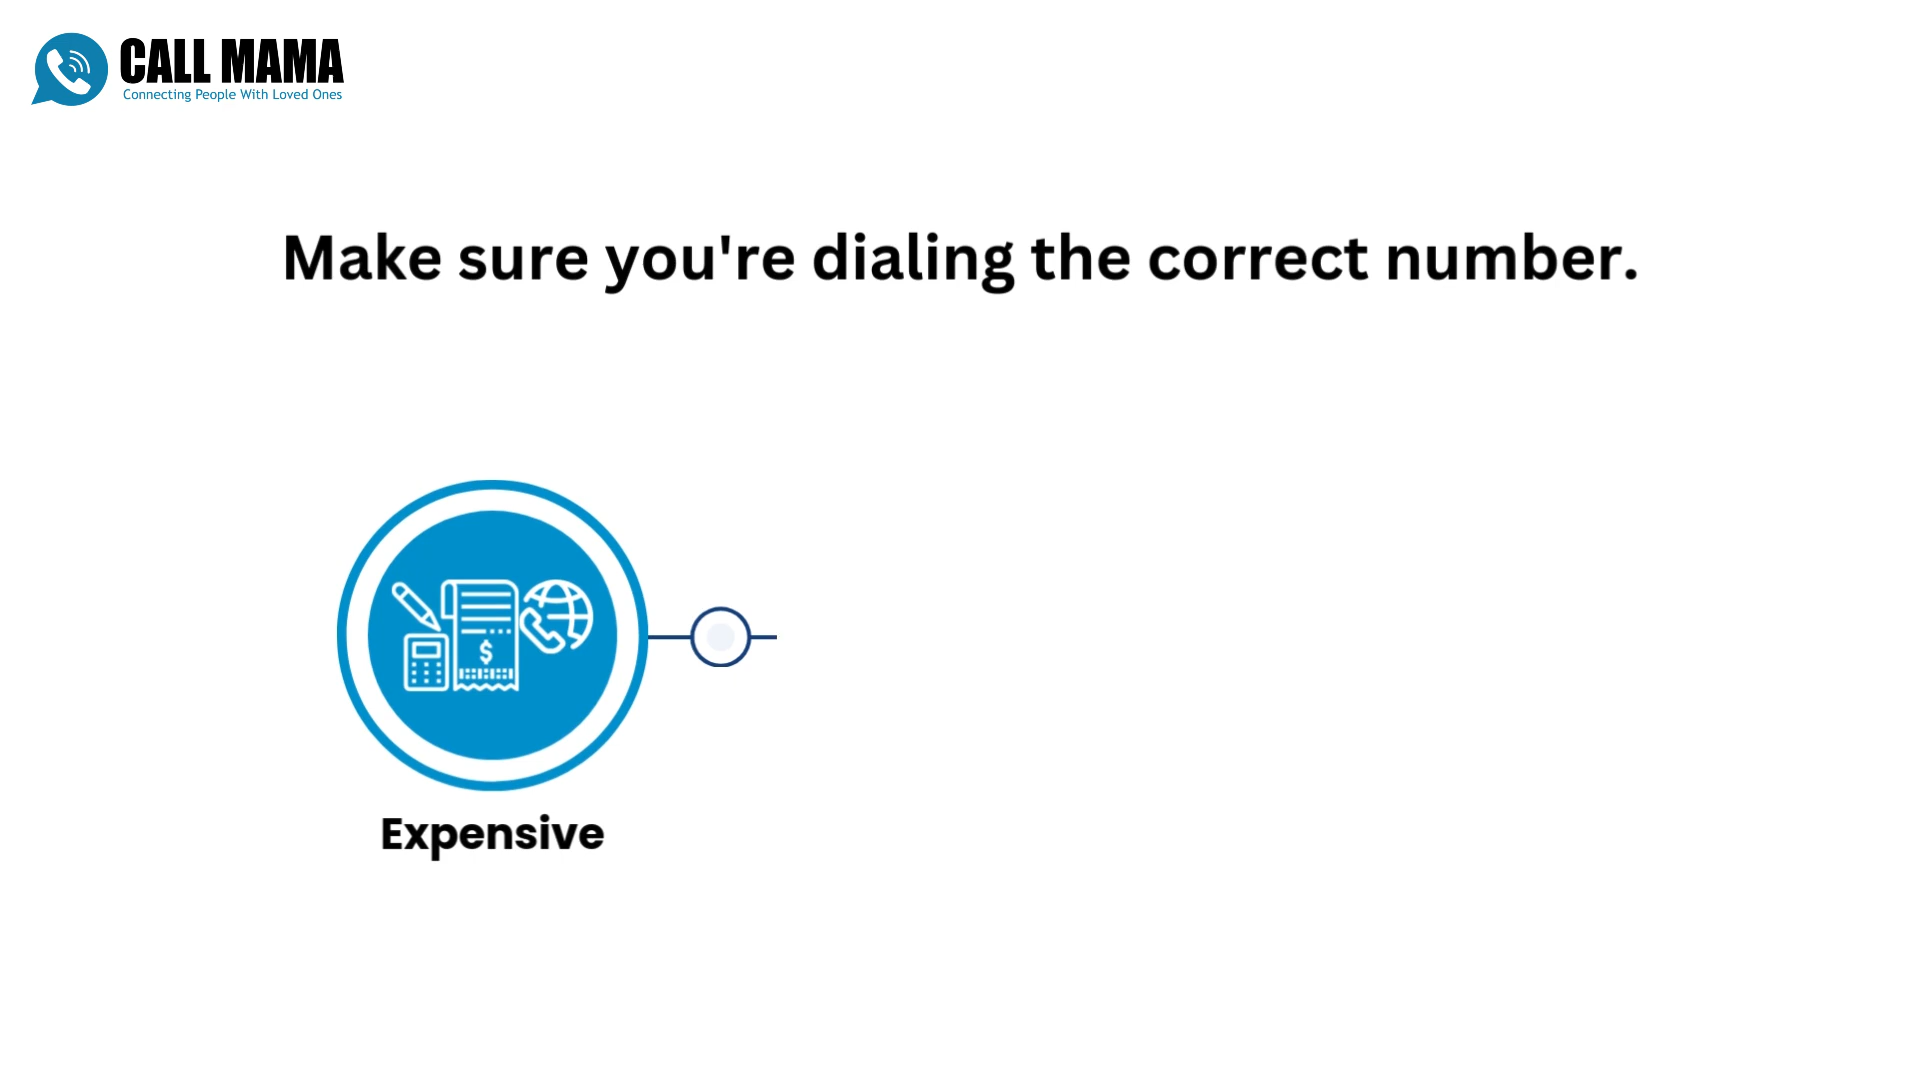 CALL MAMA
Connecting People With Loved Ones
Make sure you're dialing the correct number.
$
Expensive